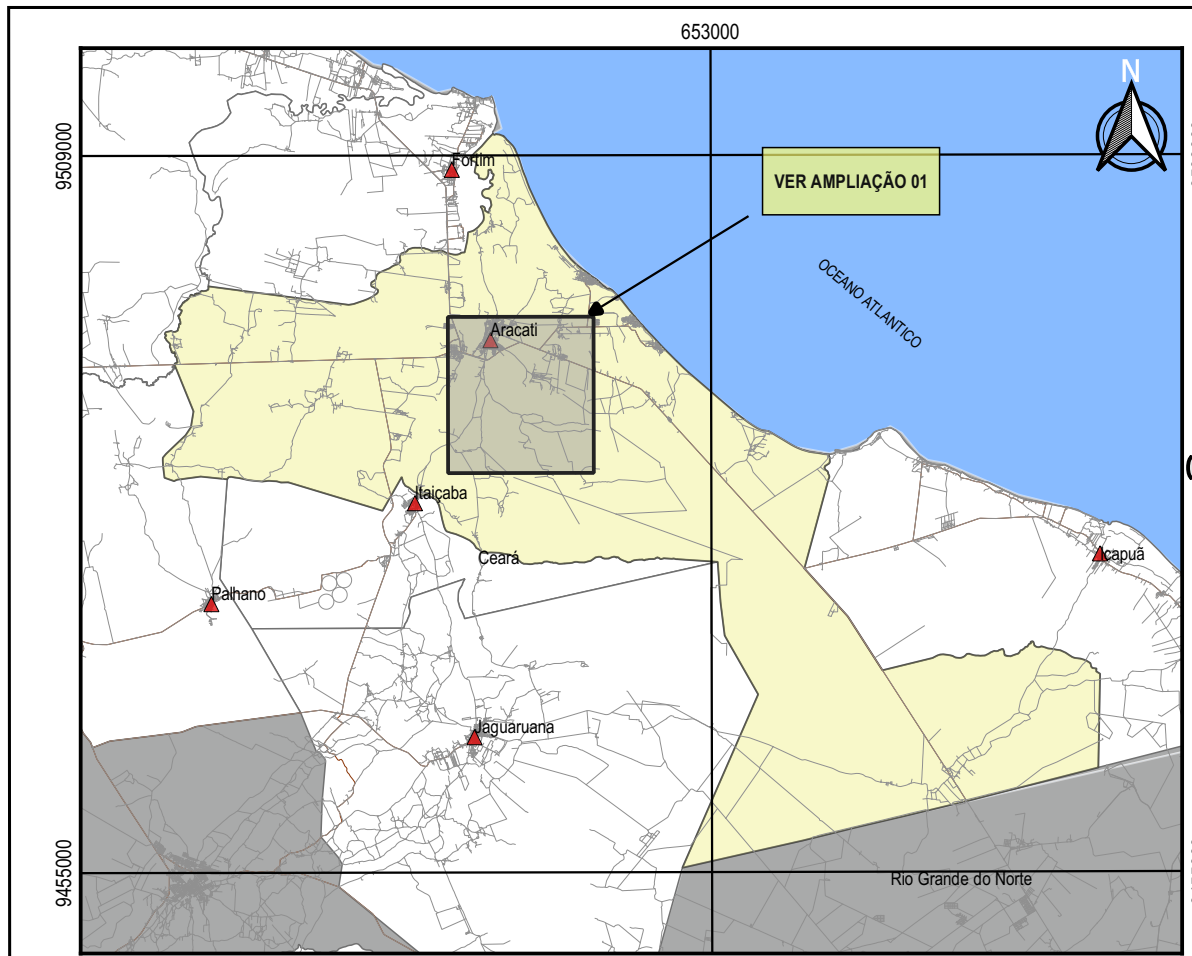 653000
N
9509000
Fortim
VER AMPLIAÇÃO 01
OCEANO ATLANTICO
Aracati
Itaiçaba
Ceará
Icapuã
Palhano
Jaguaruana
9455000
Rio Grande do Norte